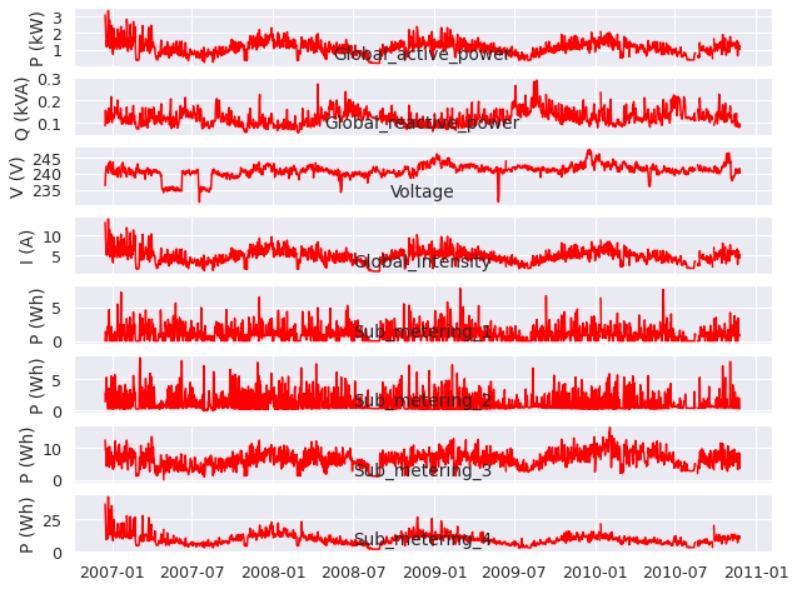 P (kW)
3
2
1
Global_active_power
Q (kVA)
0.3
0.2
0.1
Global_reactive_power
V (V)
245
240
235
Voltage
I (A)
10
5
Global_Intensity
P (Wh)
5
0
Sub_metering_1
P (Wh)
5
0
Sub_metering_2
P (Wh)
10
0
Sub_metering_3
P (Wh)
25
0
Sub_metering_4
2007-01 2007-07 2008-01 2008-07 2009-01 2009-07 2010-01 2010-07 2011-01